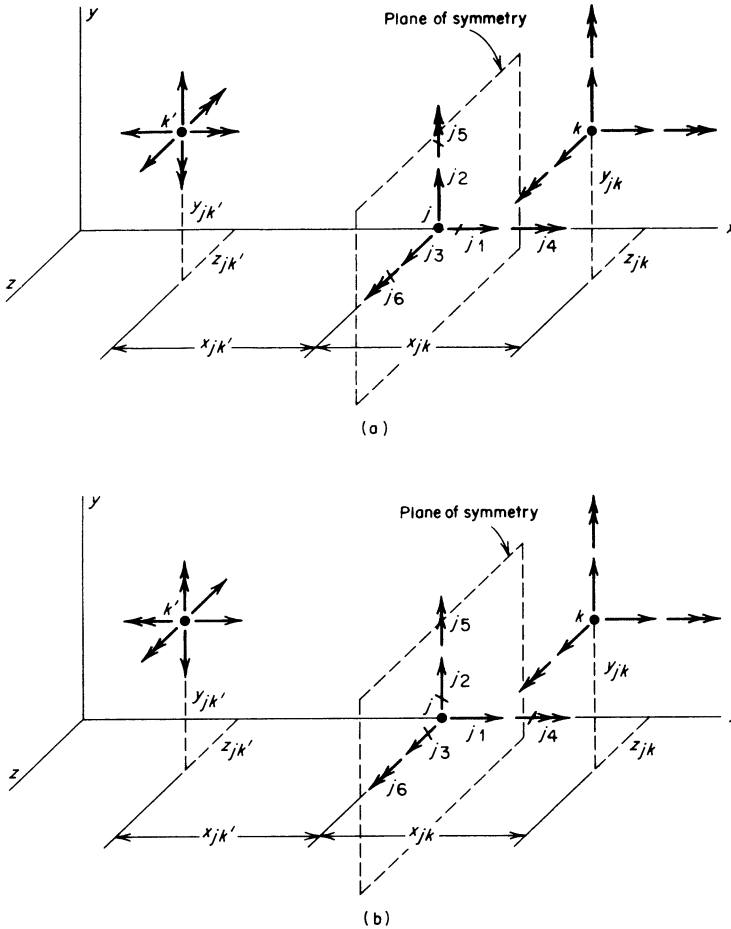 y
Plane of symmetry
k′
k
j5
j2
y_jk
y_jk′
j
x
j3
j1
j4
z_jk′
z_jk
z
j6
x_jk′
x_jk
(a)
y
Plane of symmetry
k′
k
j5
j2
y_jk
y_jk′
j
j3
j1
j4
z_jk′
z_jk
z
j6
x_jk′
x_jk
(b)